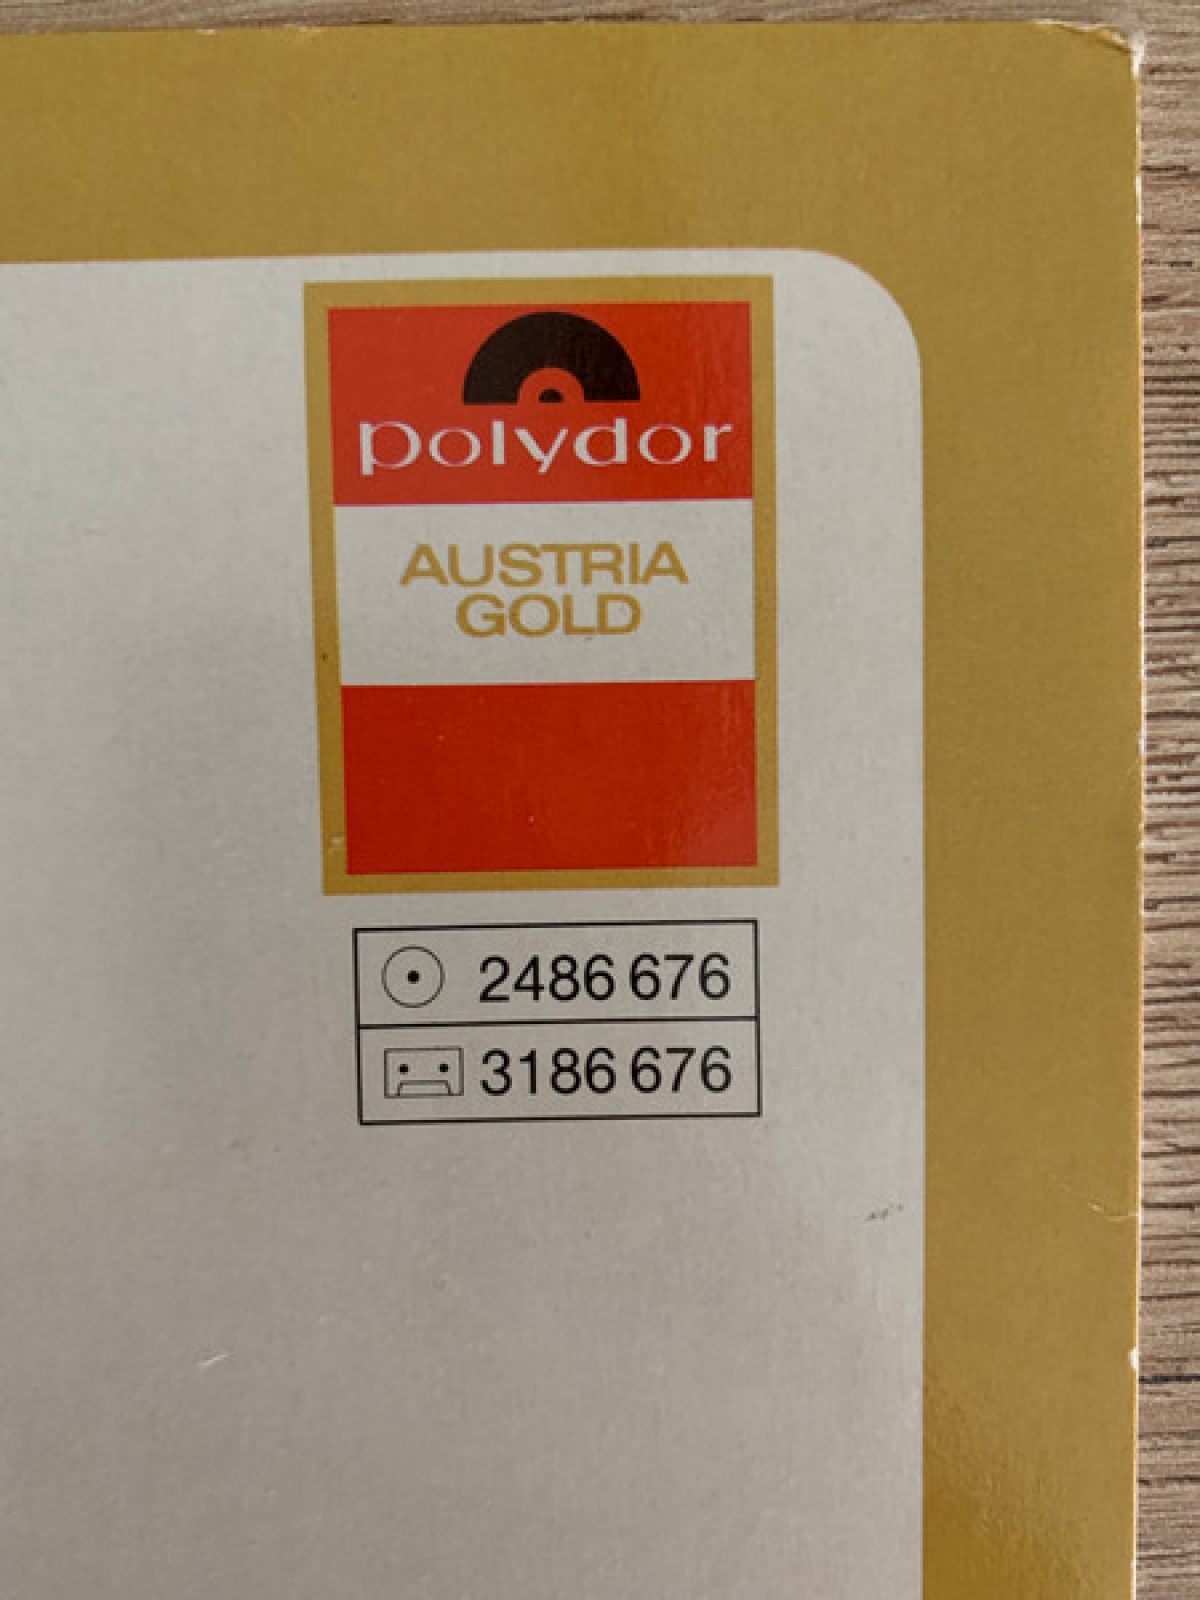 polydor
AUSTRIA
GOLD
2486 676
3186 676